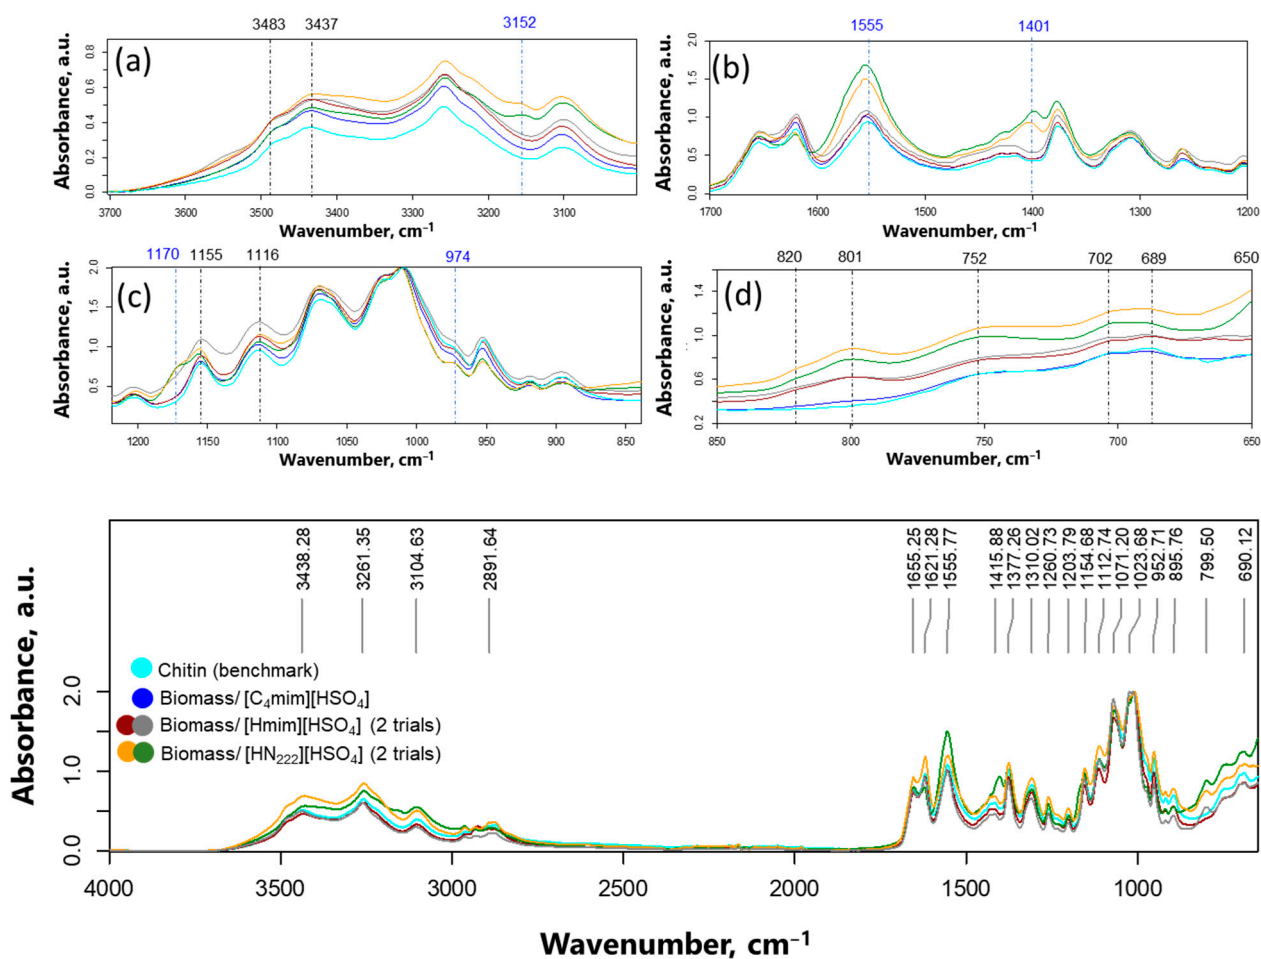 3483 3437 3152
(a)
Absorbance, a.u.
0.8
0.6
0.4
0.2
0.0
3700 3600 3500 3400 3300 3200 3100
Wavenumber, cm⁻¹
1555 1401
(b)
Absorbance, a.u.
2.0
1.5
1.0
0.5
0.0
1700 1600 1500 1400 1300 1200
Wavenumber, cm⁻¹
1170 1155 1116 974
(c)
Absorbance, a.u.
2.0
1.5
1.0
0.5
1200 1150 1100 1050 1000 950 900 850
Wavenumber, cm⁻¹
820 801 752 702 689 650
(d)
Absorbance, a.u.
1.4
1.0
0.6
0.2
850 800 750 700 650
Wavenumber, cm⁻¹
3438.28
3261.35
3104.63
2891.64
1655.25
1621.28
1555.77
1415.88
1377.26
1310.02
1260.73
1203.79
1154.68
1112.74
1071.20
1023.68
952.71
895.76
799.50
690.12
Chitin (benchmark)
Biomass/ [C₄mim][HSO₄]
Biomass/ [Hmim][HSO₄] (2 trials)
Biomass/ [HN₂₂₂][HSO₄] (2 trials)
Absorbance, a.u.
2.0
1.0
0.0
4000 3500 3000 2500 2000 1500 1000
Wavenumber, cm⁻¹